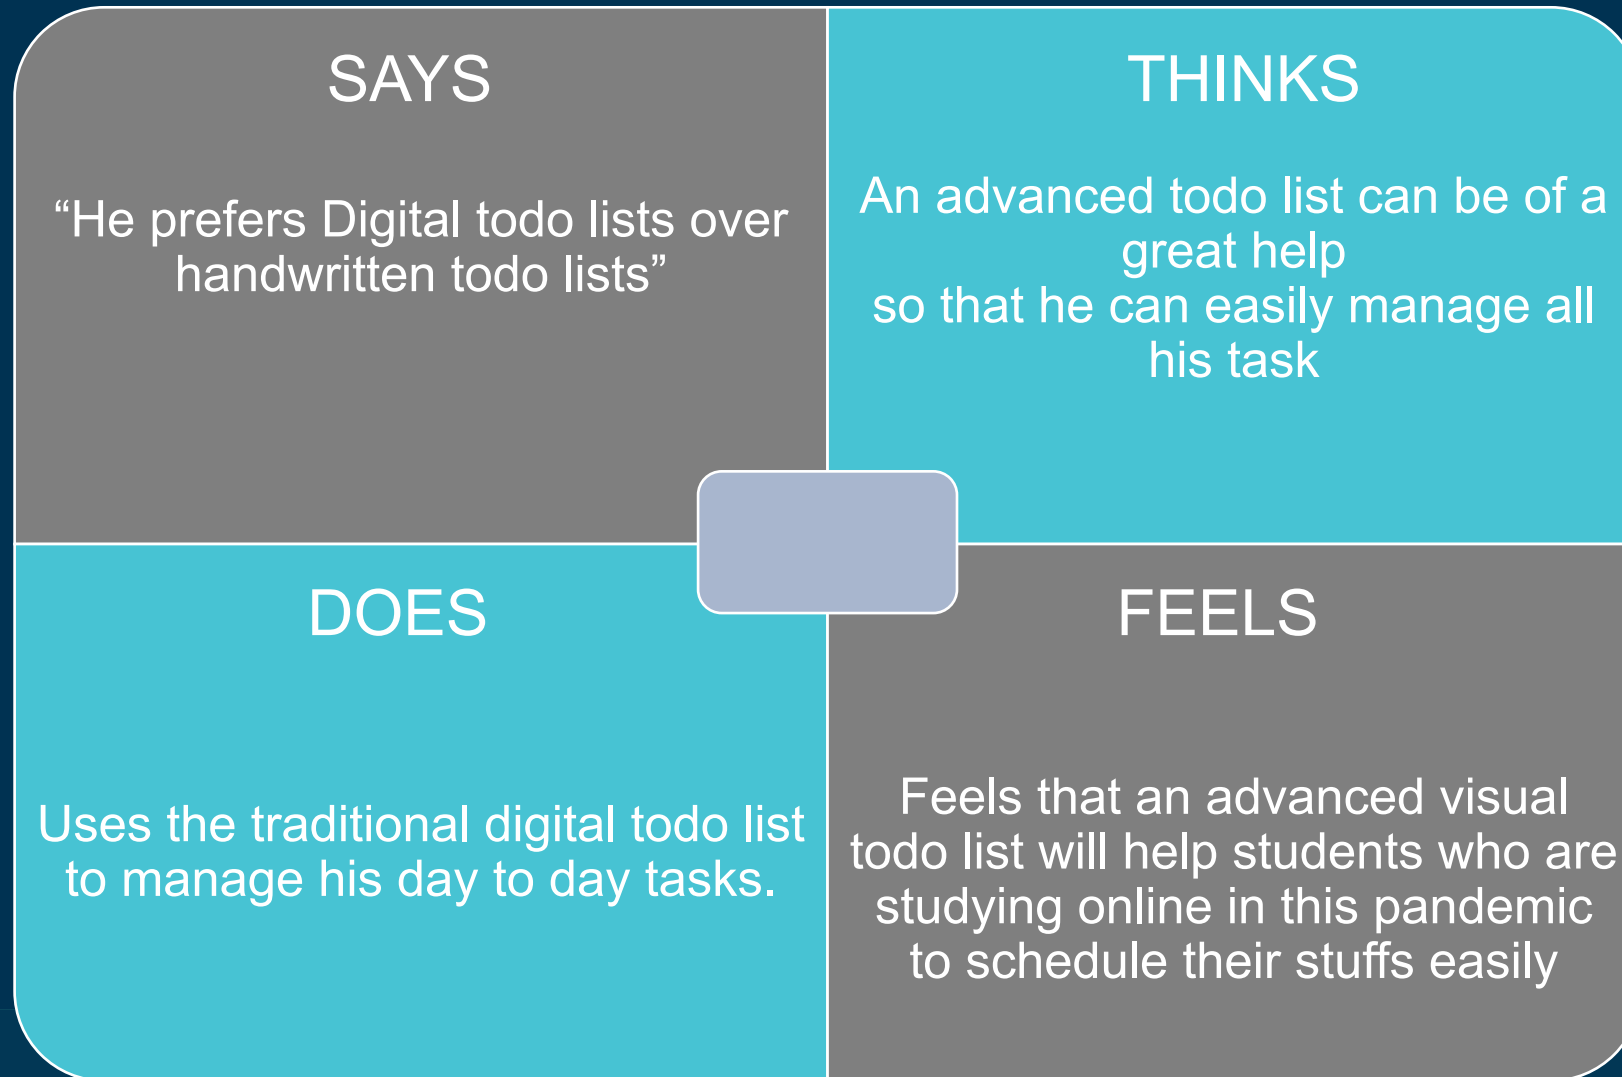 SAYS
“He prefers Digital todo lists over
handwritten todo lists”
THINKS
An advanced todo list can be of a
great help
so that he can easily manage all
his task
DOES
Uses the traditional digital todo list
to manage his day to day tasks.
FEELS
Feels that an advanced visual
todo list will help students who are
studying online in this pandemic
to schedule their stuffs easily